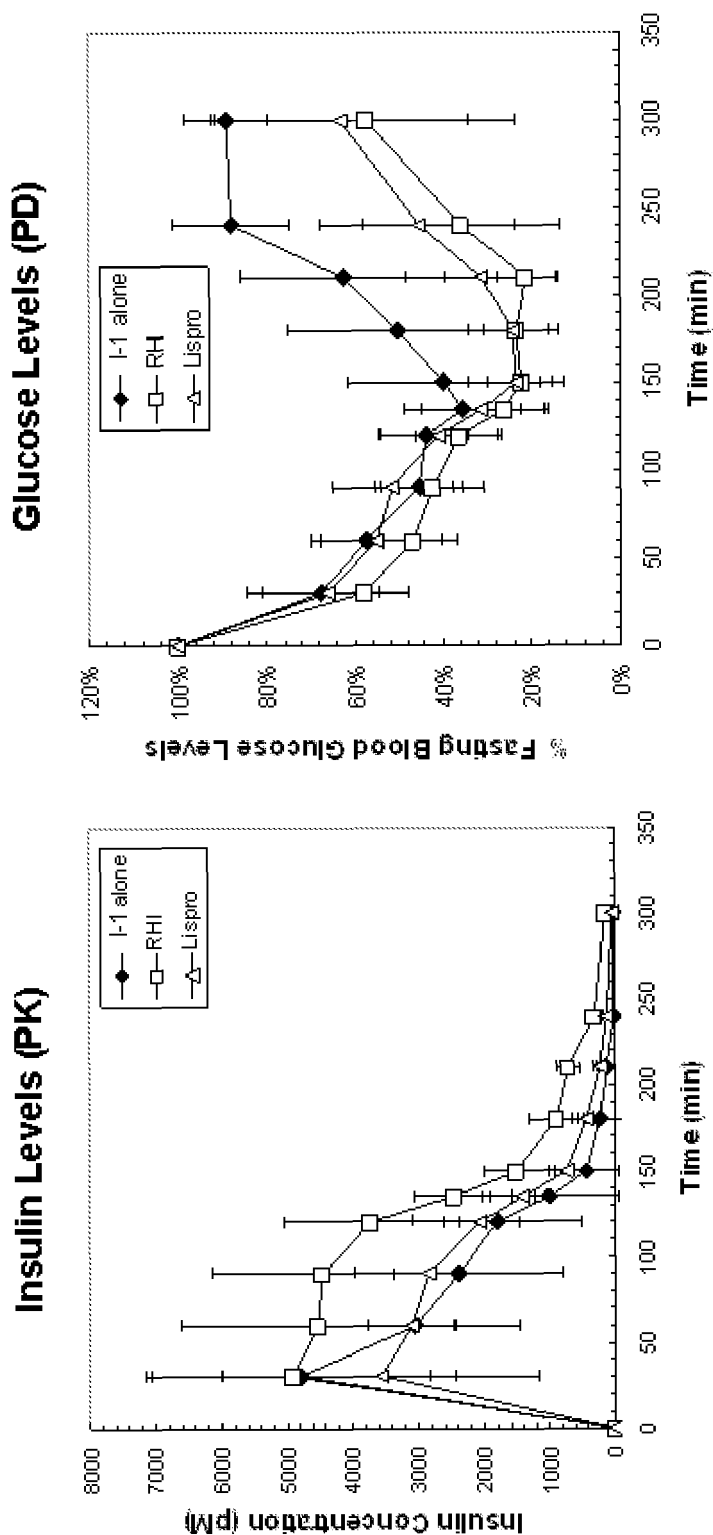 Insulin Levels (PK)
Insulin Concentration (pM)
8000
7000
6000
5000
4000
3000
2000
1000
0
I-1 alone
RHI
Lispro
0
50
100
150
200
250
300
350
Time (min)
Glucose Levels (PD)
% Fasting Blood Glucose Levels
120%
100%
80%
60%
40%
20%
0%
I-1 alone
RHI
Lispro
0
50
100
150
200
250
300
350
Time (min)